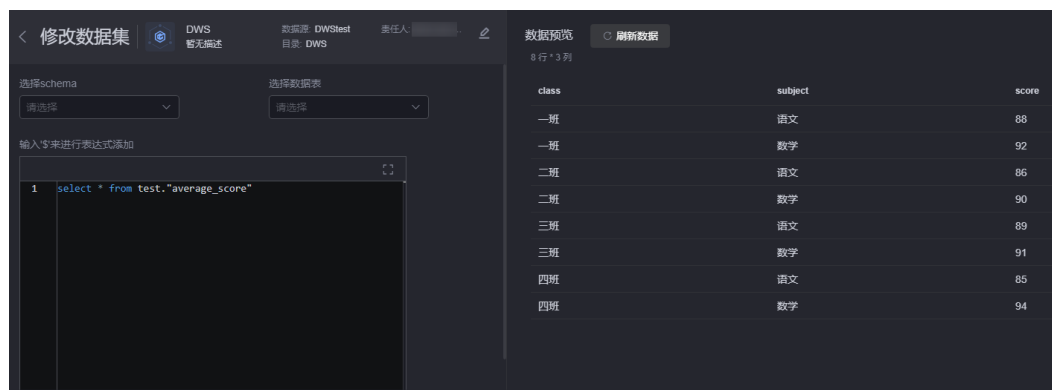 修改数据集
DWS
暂无描述
数据源: DWStest
目录: DWS
责任人:
选择schema
选择数据表
请选择
请选择
输入'$'来进行表达式添加
1 select * from test."average_score"
数据预览
刷新数据
8 行 * 3 列
class subject score
一班 语文 88
一班 数学 92
二班 语文 86
二班 数学 90
三班 语文 89
三班 数学 91
四班 语文 85
四班 数学 94